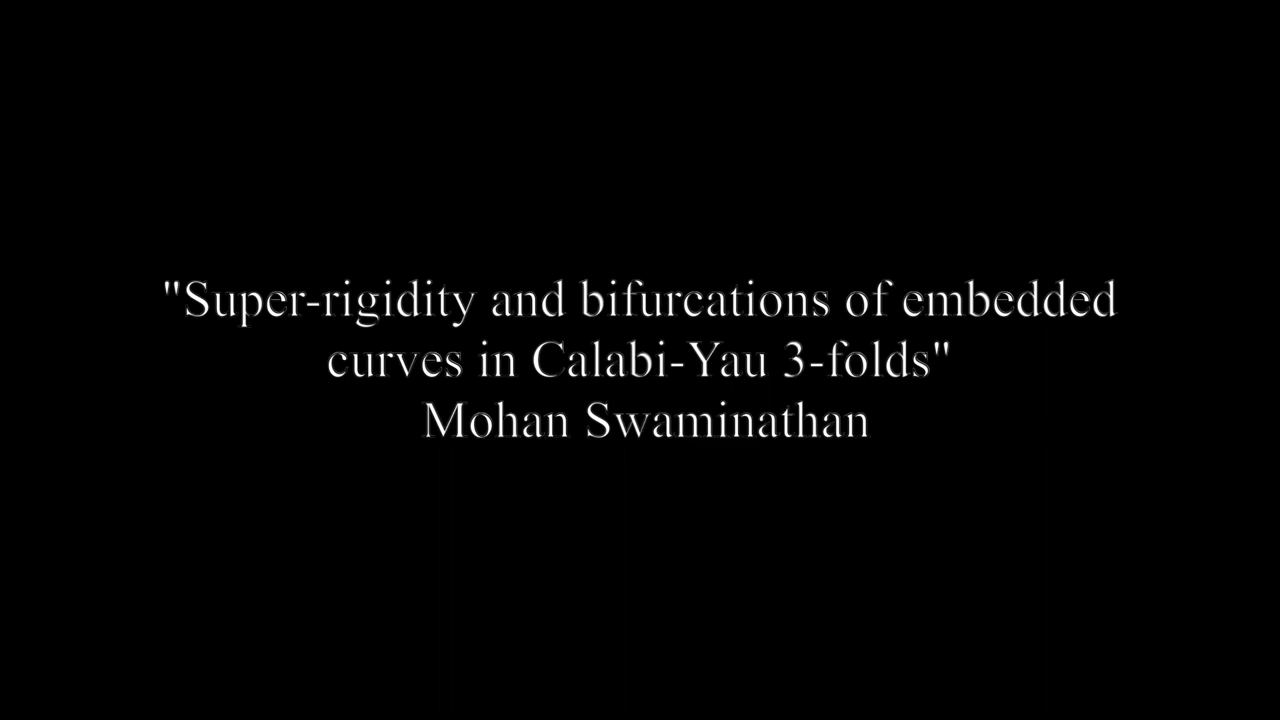 "Super-rigidity and bifurcations of embedded
curves in Calabi-Yau 3-folds"
Mohan Swaminathan